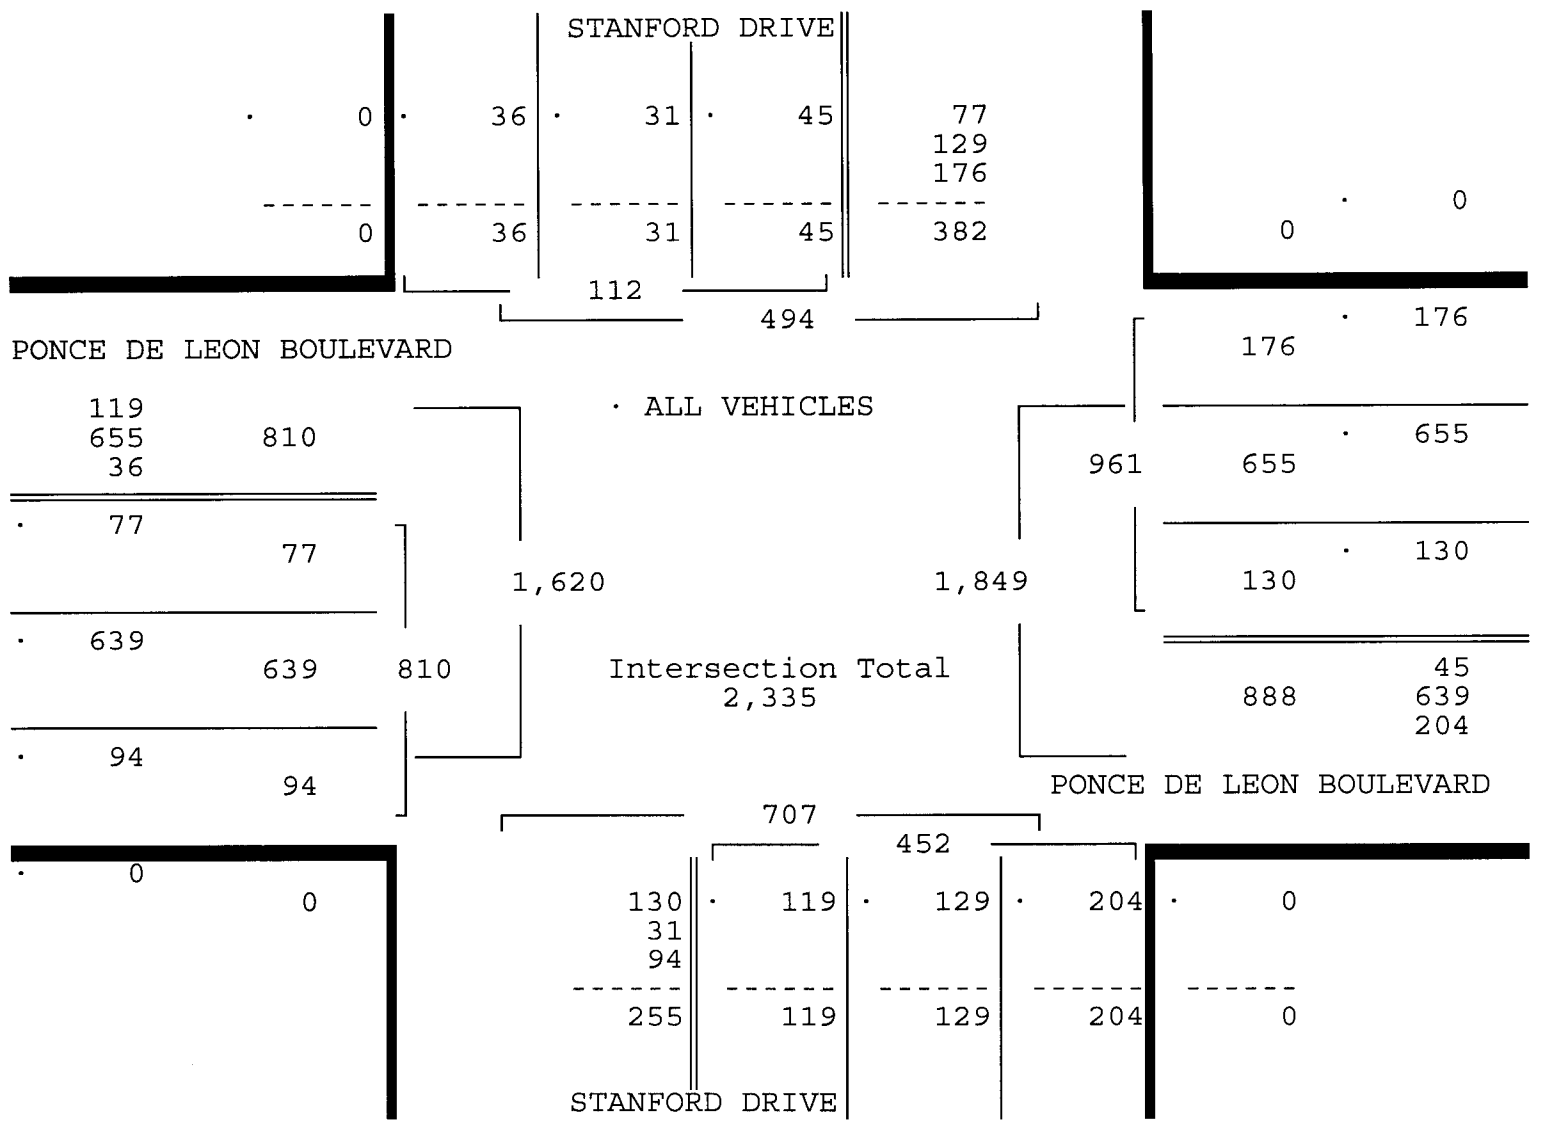 STANFORD DRIVE
· 0 · 36 · 31 · 45 77
129
176
· 0
------ ------ ------ ------ ------
0 36 31 45 382
0
112
494
· 176
176
PONCE DE LEON BOULEVARD
119
· ALL VEHICLES
655 810
· 655
36
961 655
· 77
77
· 130
1,620 1,849 130
· 639
639 810 Intersection Total
45
2,335
888 639
204
· 94
94
PONCE DE LEON BOULEVARD
707
452
· 0
0
130 · 119 · 129 · 204 · 0
31
94
------ ------ ------ ------ ------
255 119 129 204 0
STANFORD DRIVE